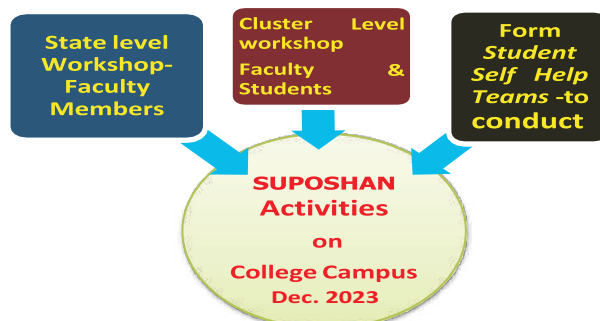 State level
Workshop-
Faculty
Members
Cluster Level
workshop
Faculty &
Students
Form
Student
Self Help
Teams -to
conduct
SUPOSHAN
Activities
on
College Campus
Dec. 2023